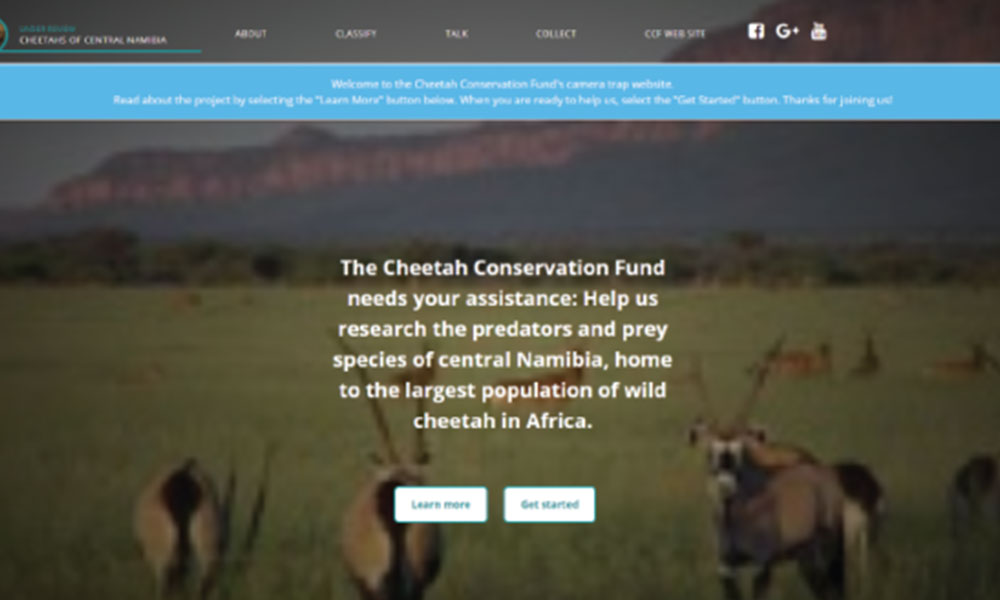 UNDER REVIEW
CHEETAHS OF CENTRAL NAMIBIA
ABOUT
CLASSIFY
TALK
COLLECT
CCF WEB SITE
G+
You
Welcome to the Cheetah Conservation Fund's camera trap website.
Read about the project by selecting the "Learn More" button below. When you are ready to help us, select the "Get Started" button. Thanks for joining us!
The Cheetah Conservation Fund
needs your assistance: Help us
research the predators and prey
species of central Namibia, home
to the largest population of wild
cheetah in Africa.
Learn more
Get started